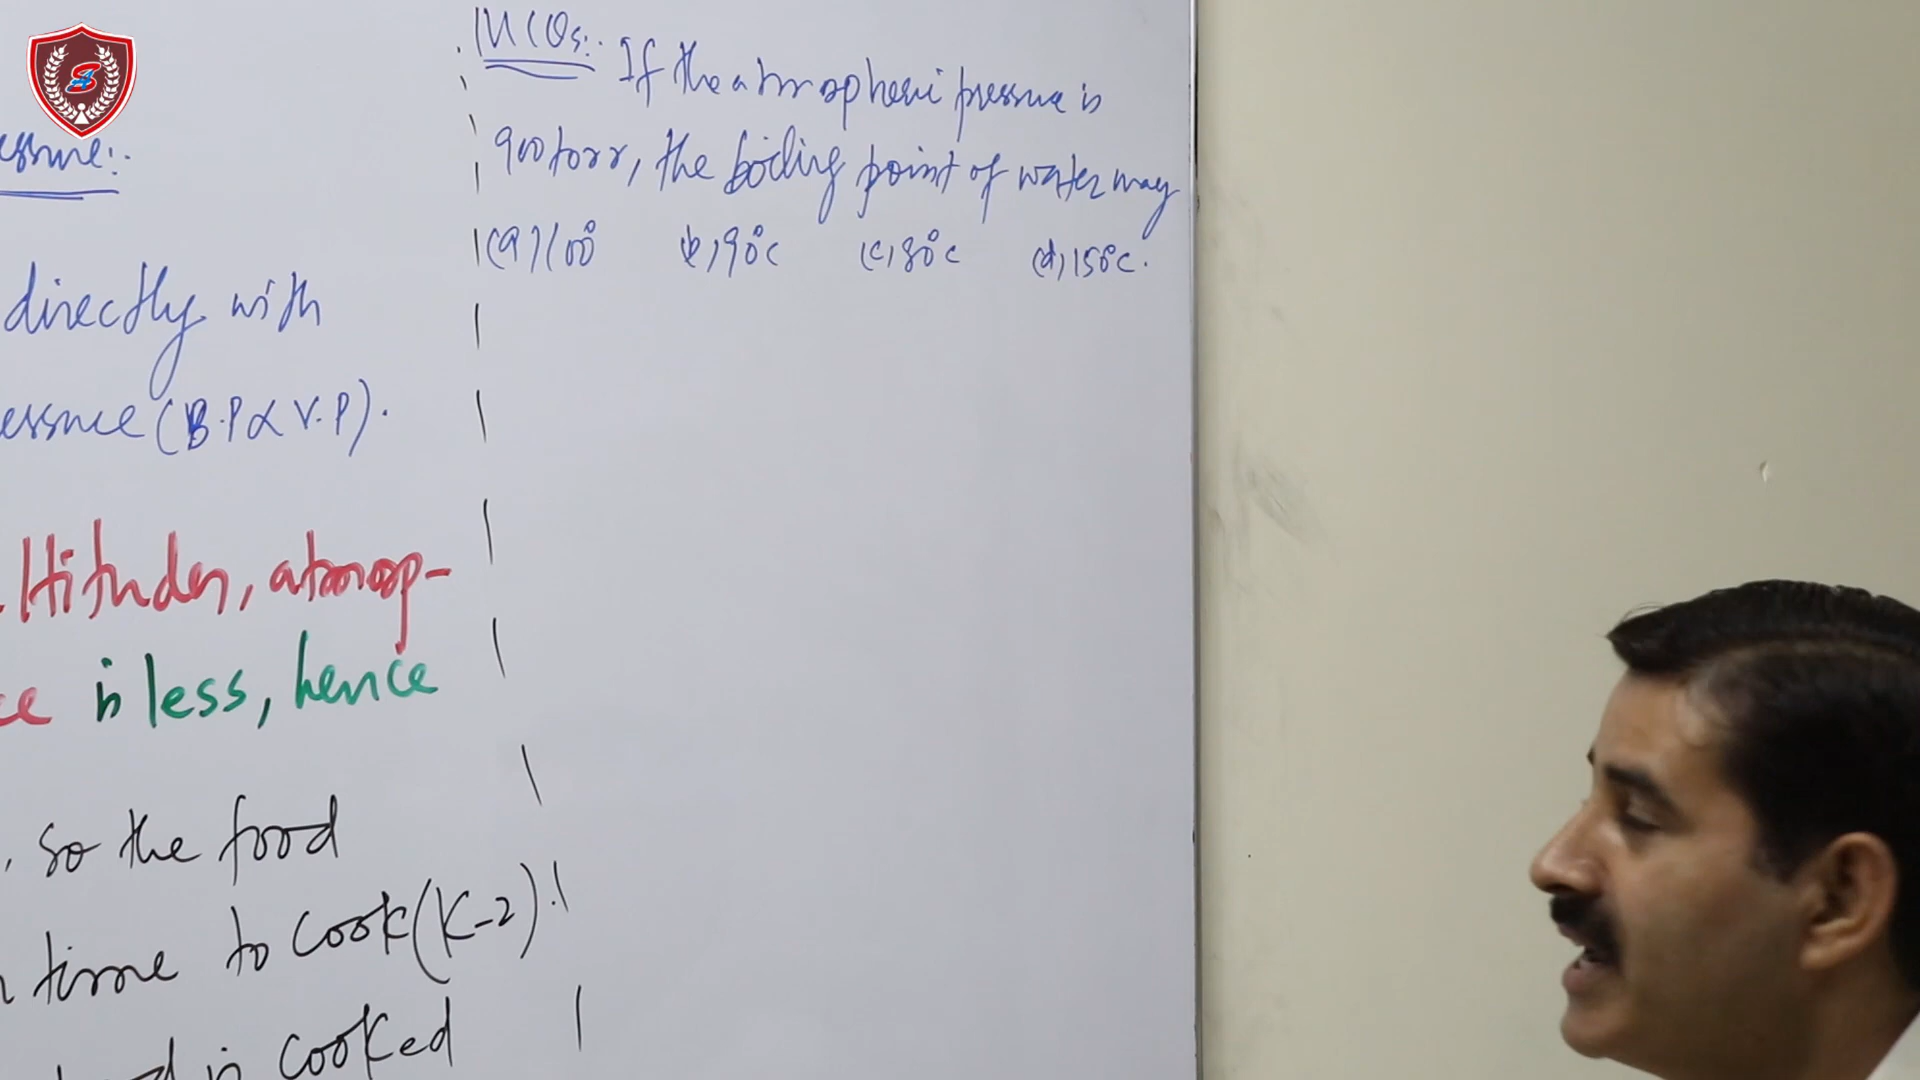 essure:
directly with
essure (B.P ∝ V.P).
ltitudes, atmosp-
ce is less, hence
, so the food
time to cook (K-2).
is cooked
MCQs: If the atmospheric pressure is
900 torr, the boiling point of water may
(a) 100° (b) 90°C (c) 80°C (d) 150°C.